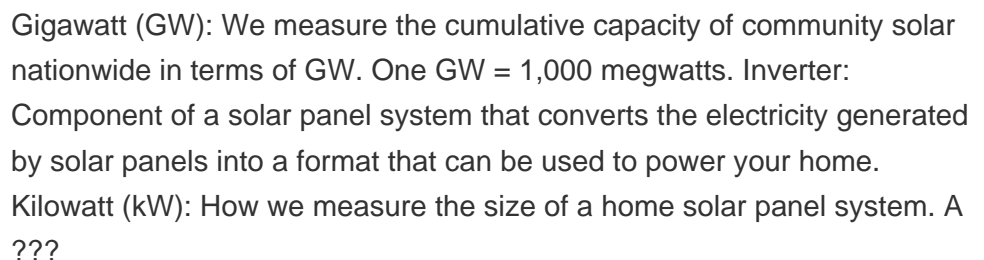 Gigawatt (GW): We measure the cumulative capacity of community solar
nationwide in terms of GW. One GW = 1,000 megwatts. Inverter:
Component of a solar panel system that converts the electricity generated
by solar panels into a format that can be used to power your home.
Kilowatt (kW): How we measure the size of a home solar panel system. A
???